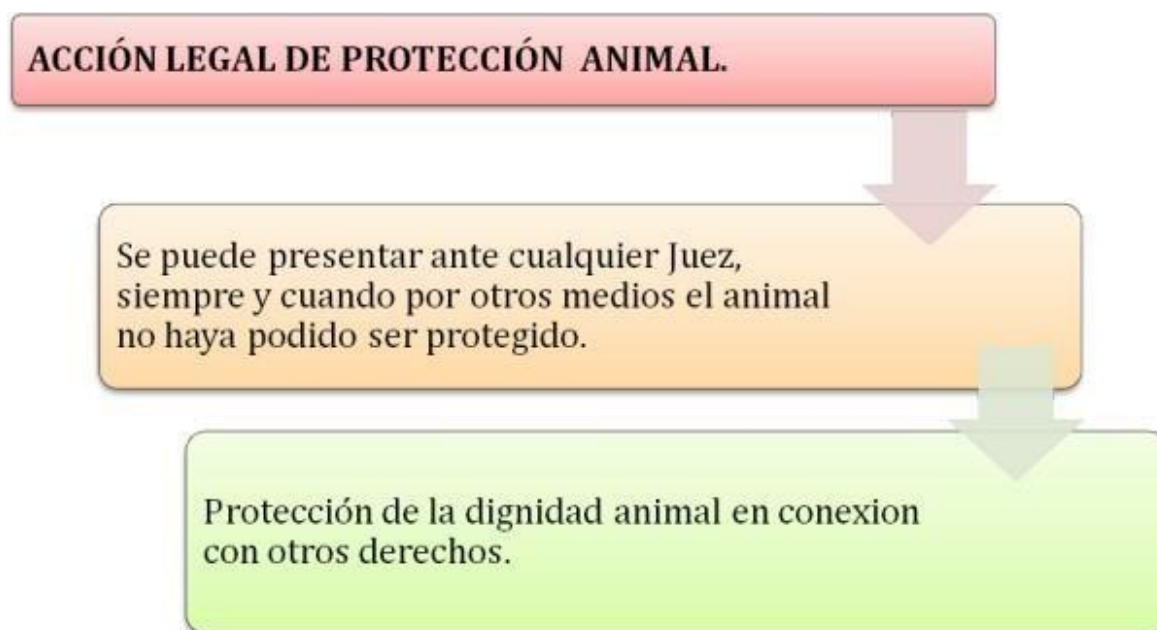 ACCIÓN LEGAL DE PROTECCIÓN ANIMAL.
Se puede presentar ante cualquier Juez,
siempre y cuando por otros medios el animal
no haya podido ser protegido.
Protección de la dignidad animal en conexion
con otros derechos.